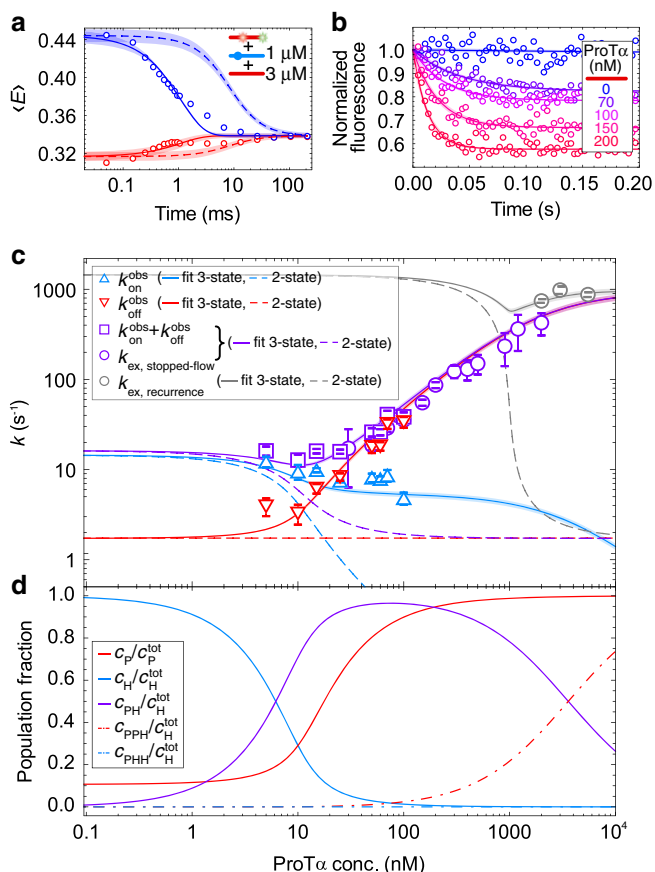 a
0.44
0.40
0.36
0.32
⟨E⟩
+
1 μM
+
3 μM
0.1
1
10
100
Time (ms)
b
1.0
0.9
0.8
0.7
0.6
Normalized
fluorescence
ProTα
(nM)
0
70
100
150
200
0.00
0.05
0.10
0.15
0.20
Time (s)
c
k_on^obs (— fit 3-state, --- 2-state)
k_off^obs (— fit 3-state, --- 2-state)
k_on^obs + k_off^obs
k_ex, stopped-flow
} (— fit 3-state, --- 2-state)
k_ex, recurrence (— fit 3-state, --- 2-state)
1000
100
10
1
k (s⁻¹)
d
1.0
0.8
0.6
0.4
0.2
0.0
Population fraction
c_P/c_P^tot
c_H/c_H^tot
c_PH/c_H^tot
c_PPH/c_H^tot
c_PHH/c_H^tot
0.1
1
10
100
1000
10⁴
ProTα conc. (nM)